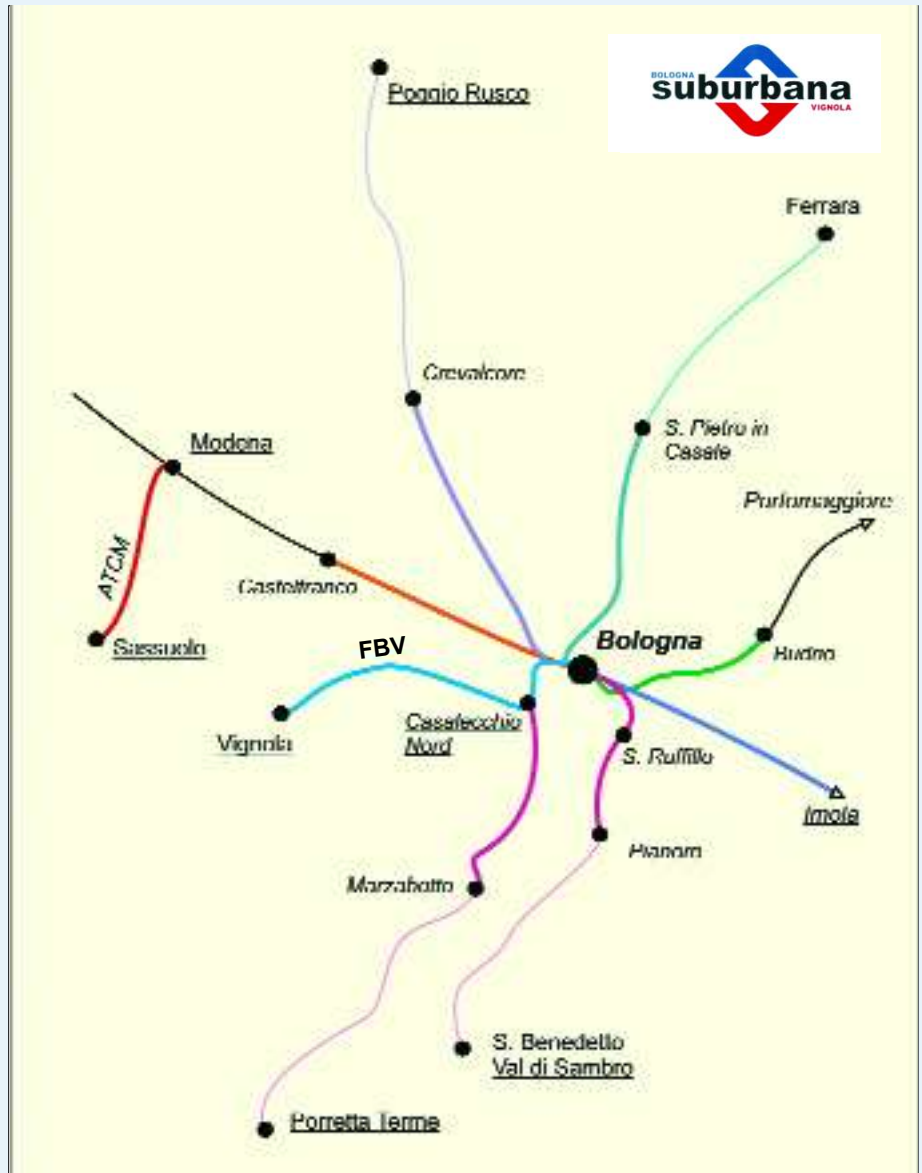 BOLOGNA
suburbana
VIGNOLA
Poggio Rusco
Ferrara
Crevalcore
S. Pietro in
Casale
Modena
Portomaggiore
ATCM
Castelfranco
Sassuolo
FBV
Bologna
Budrio
Vignola
Casalecchio
Nord
S. Ruffillo
Imola
Pianoro
Marzabotto
S. Benedetto
Val di Sambro
Porretta Terme